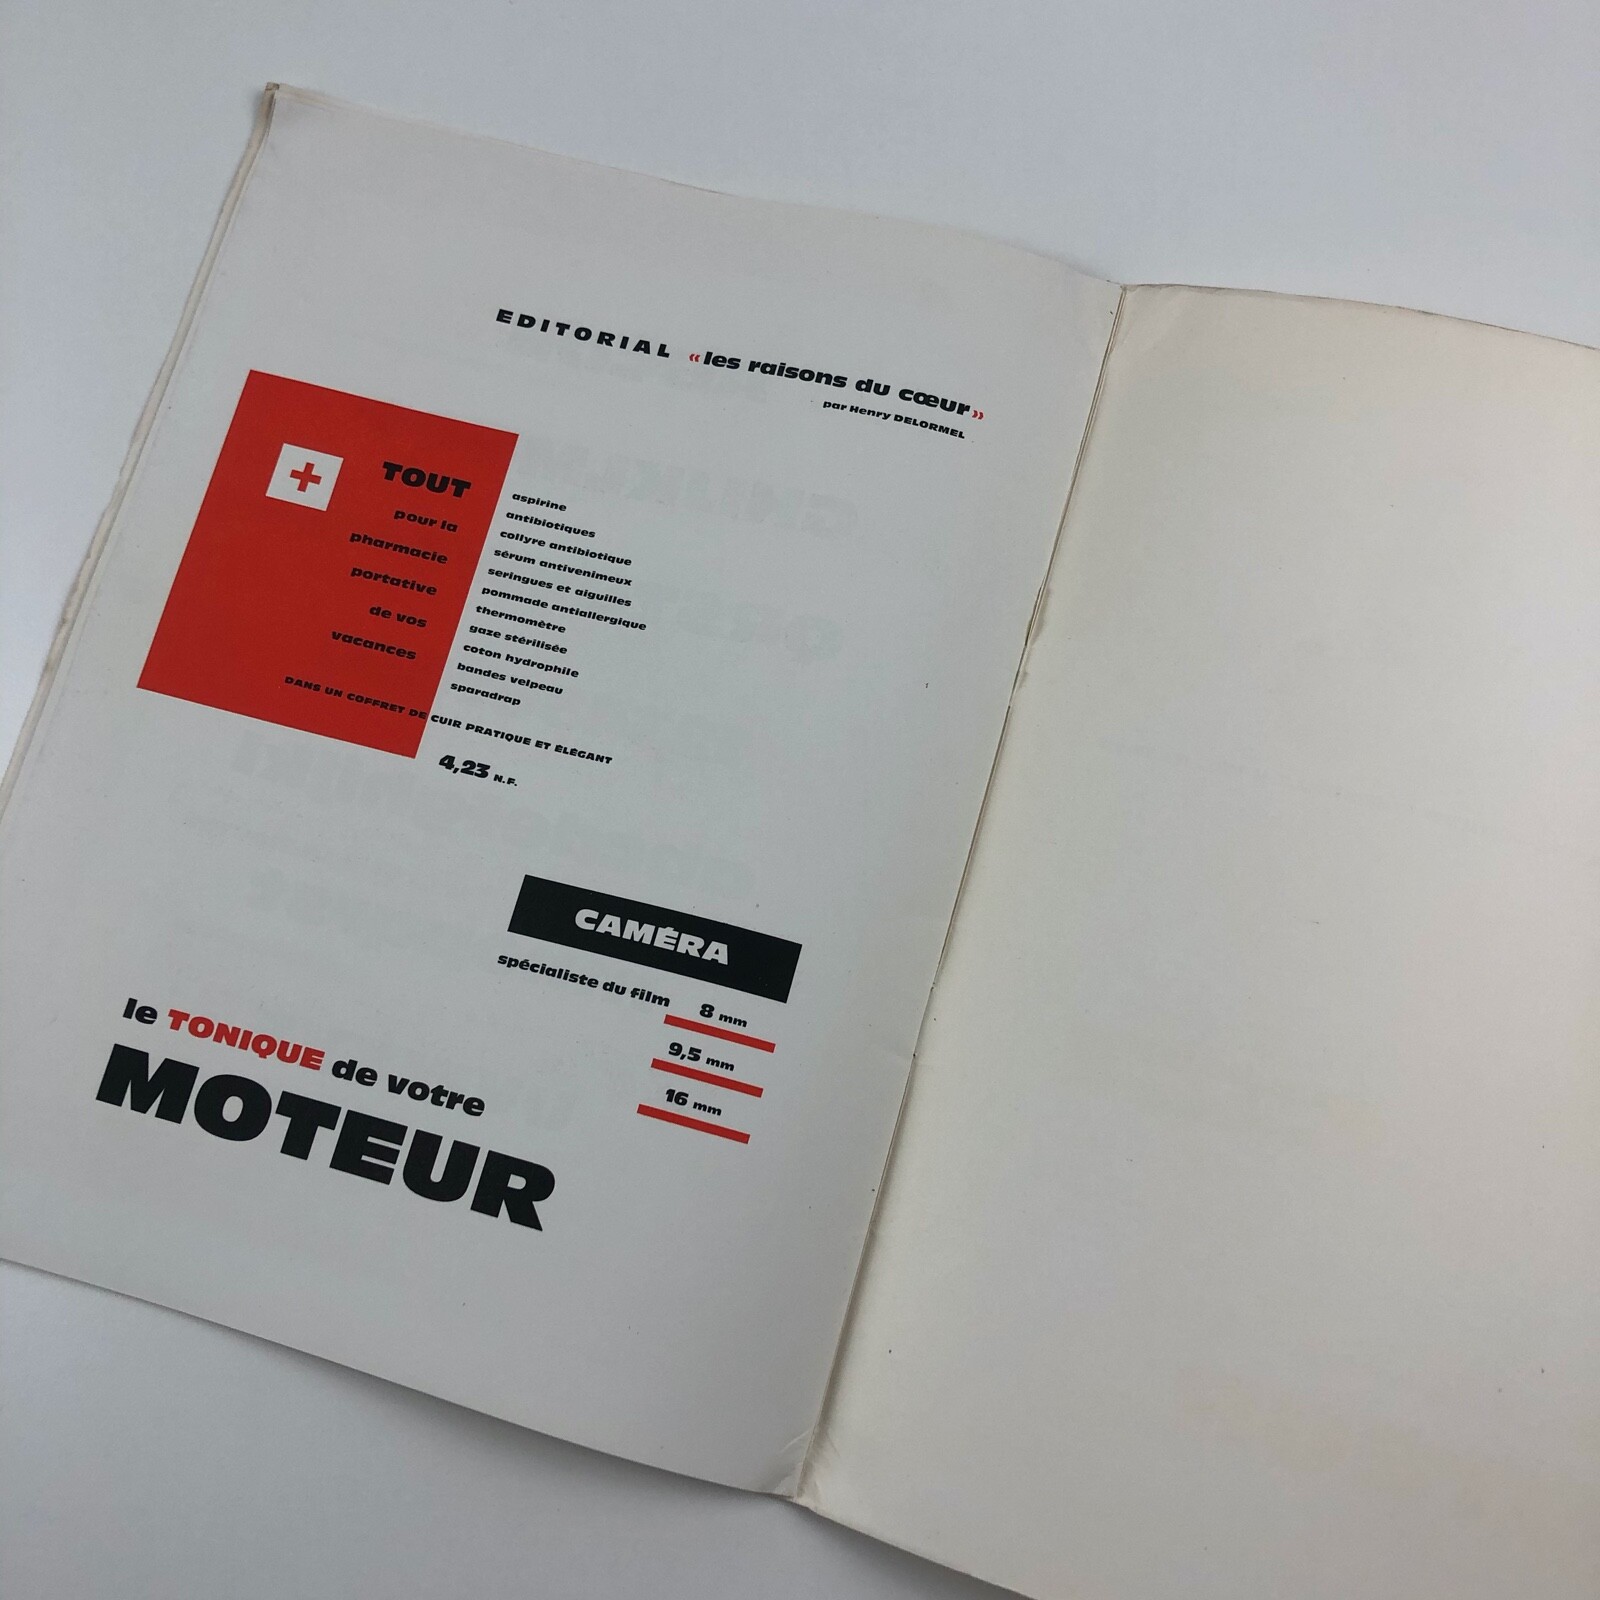 EDITORIAL «les raisons du cœur»
par Henry DELORMEL
TOUT
pour la
pharmacie
portative
de vos
vacances
aspirine
antibiotiques
collyre antibiotique
sérum antivenimeux
seringues et aiguilles
pommade antiallergique
thermomètre
gaze stérilisée
coton hydrophile
bandes velpeau
sparadrap
DANS UN COFFRET DE CUIR PRATIQUE ET ÉLÉGANT
4,23 N.F.
CAMÉRA
spécialiste du film 8 mm
9,5 mm
16 mm
le TONIQUE de votre
MOTEUR